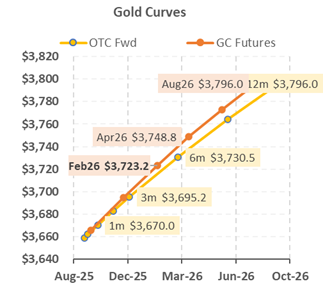 Gold Curves
OTC Fwd GC Futures
$3,820
$3,800
$3,780
$3,760
$3,740
$3,720
$3,700
$3,680
$3,660
$3,640
Aug26 $3,796.0 12m $3,796.0
Apr26 $3,748.8
6m $3,730.5
Feb26 $3,723.2
3m $3,695.2
1m $3,670.0
Aug-25 Dec-25 Mar-26 Jun-26 Oct-26